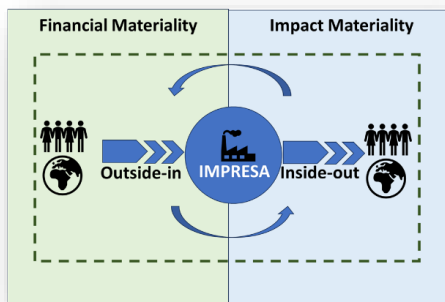 Financial Materiality
Impact Materiality
Outside-in
IMPRESA
Inside-out